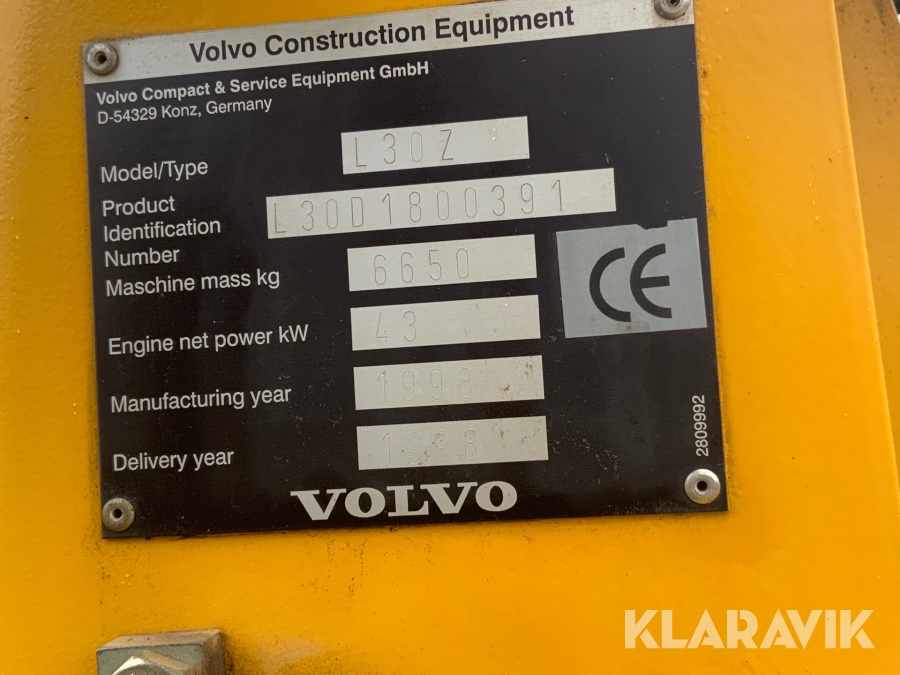 Volvo Construction Equipment
Volvo Compact & Service Equipment GmbH
D-54329 Konz, Germany
Model/Type L30Z
Product
Identification L30D1800391
Number
Maschine mass kg 6650
Engine net power kW 43
Manufacturing year 1998
Delivery year 1998
CE
2809992
VOLVO
KLARAVIK